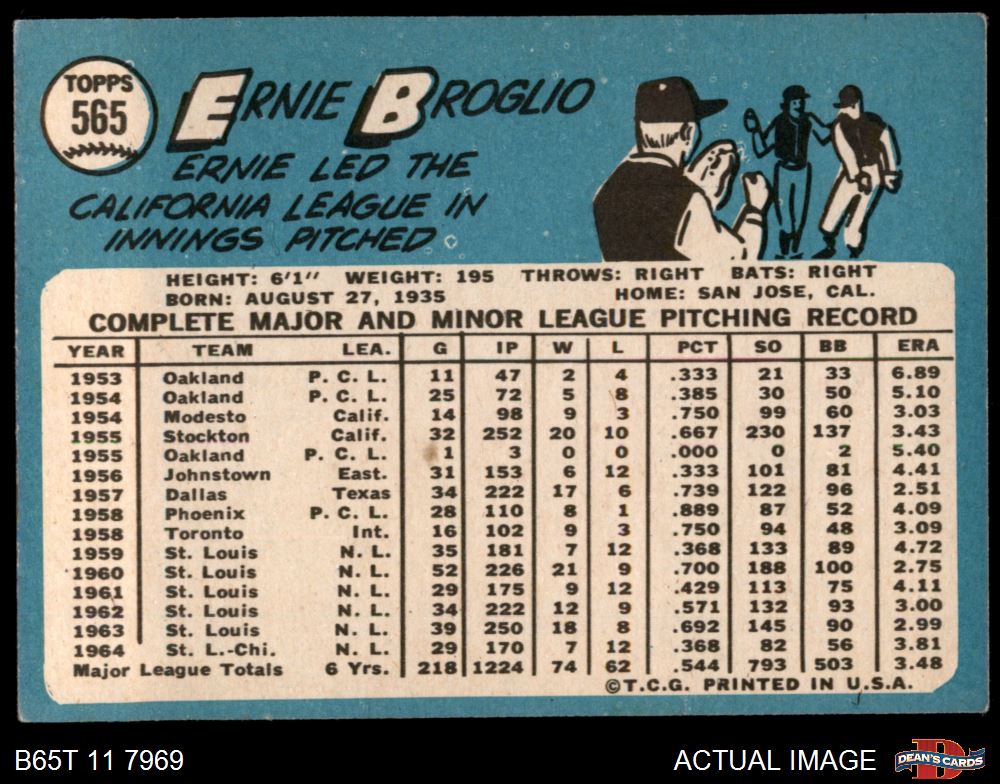 TOPPS
565
ERNIE BROGLIO
ERNIE LED THE
CALIFORNIA LEAGUE IN
INNINGS PITCHED
HEIGHT: 6'1" WEIGHT: 195 THROWS: RIGHT BATS: RIGHT
BORN: AUGUST 27, 1935 HOME: SAN JOSE, CAL.
COMPLETE MAJOR AND MINOR LEAGUE PITCHING RECORD
YEAR TEAM LEA. G IP W L PCT SO BB ERA
1953 Oakland P. C. L. 11 47 2 4 .333 21 33 6.89
1954 Oakland P. C. L. 25 72 5 8 .385 30 50 5.10
1954 Modesto Calif. 14 98 9 3 .750 99 60 3.03
1955 Stockton Calif. 32 252 20 10 .667 230 137 3.43
1955 Oakland P. C. L. 1 3 0 0 .000 0 2 5.40
1956 Johnstown East. 31 153 6 12 .333 101 81 4.41
1957 Dallas Texas 34 222 17 6 .739 122 96 2.51
1958 Phoenix P. C. L. 28 110 8 1 .889 87 52 4.09
1958 Toronto Int. 16 102 9 3 .750 94 48 3.09
1959 St. Louis N. L. 35 181 7 12 .368 133 89 4.72
1960 St. Louis N. L. 52 226 21 9 .700 188 100 2.75
1961 St. Louis N. L. 29 175 9 12 .429 113 75 4.11
1962 St. Louis N. L. 34 222 12 9 .571 132 93 3.00
1963 St. Louis N. L. 39 250 18 8 .692 145 90 2.99
1964 St. L.-Chi. N. L. 29 170 7 12 .368 82 56 3.81
Major League Totals 6 Yrs. 218 1224 74 62 .544 793 503 3.48
©T.C.G. PRINTED IN U.S.A.
B65T 11 7969 ACTUAL IMAGE
DEAN'S CARDS